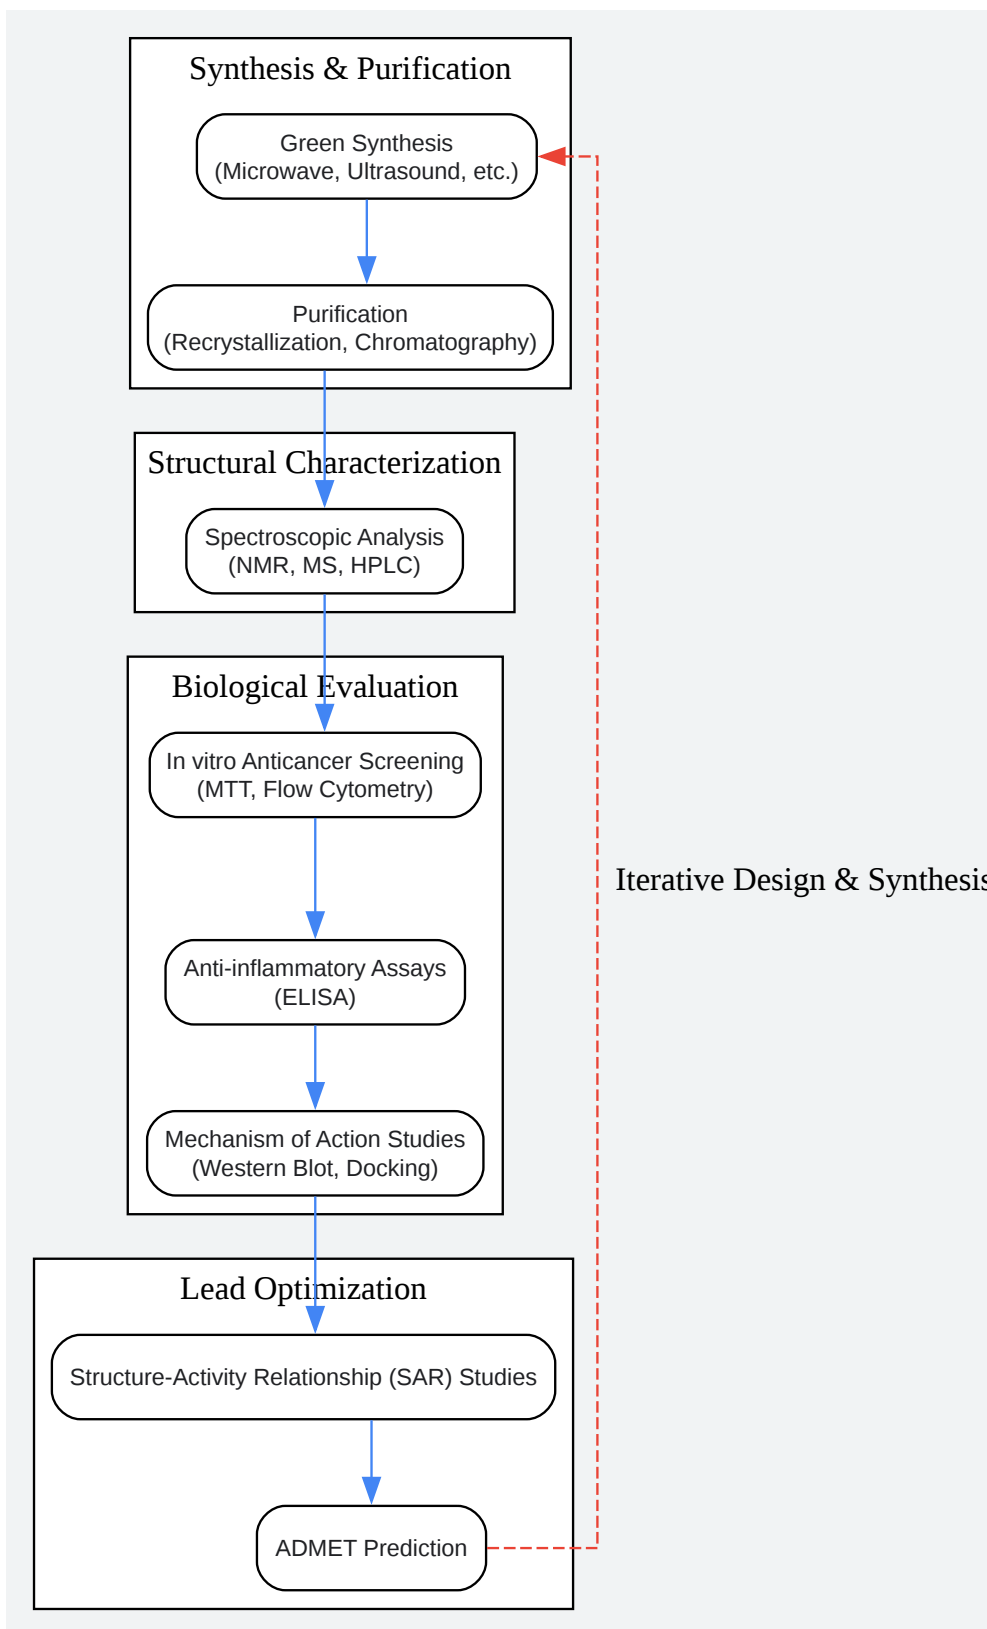 Synthesis & Purification
Green Synthesis
(Microwave, Ultrasound, etc.)
Purification
(Recrystallization, Chromatography)
Structural Characterization
Spectroscopic Analysis
(NMR, MS, HPLC)
Biological Evaluation
In vitro Anticancer Screening
(MTT, Flow Cytometry)
Iterative Design & Synthesis
Anti-inflammatory Assays
(ELISA)
Mechanism of Action Studies
(Western Blot, Docking)
Lead Optimization
Structure-Activity Relationship (SAR) Studies
ADMET Prediction